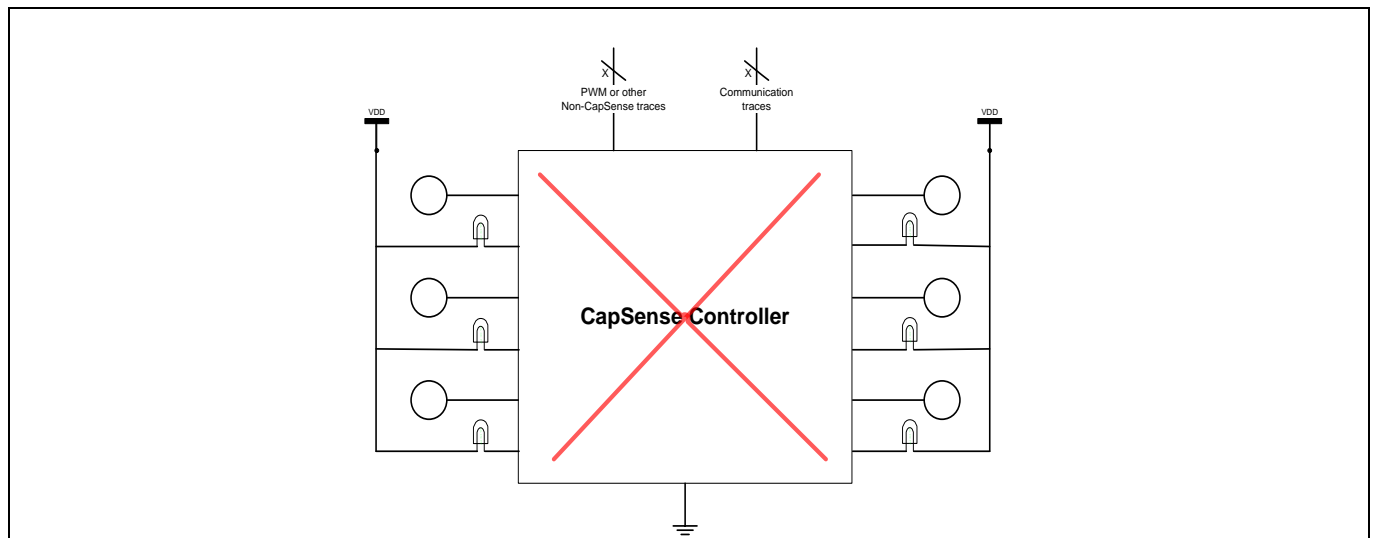 X
X
PWM or other
Non-CapSense traces
Communication
traces
VDD
VDD
CapSense Controller